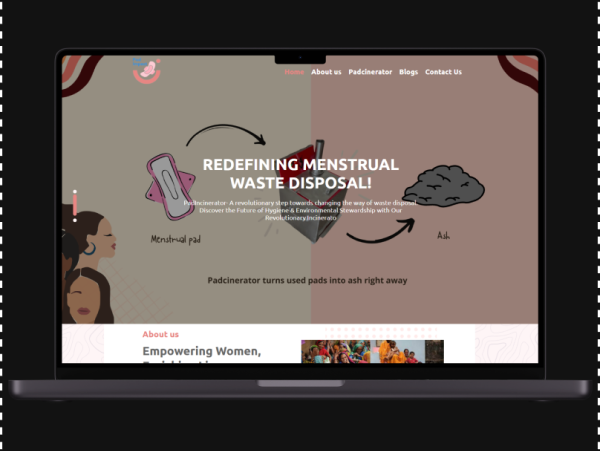 Home About us Padcinerator Blogs Contact Us
REDEFINING MENSTRUAL
WASTE DISPOSAL!
PadIncinerator- A revolutionary step towards changing the way of waste disposal.
Discover the Future of Hygiene & Environmental Stewardship with Our
Revolutionary Incinerato
Menstrual pad
Ash
Padcinerator turns used pads into ash right away
About us
Empowering Women,